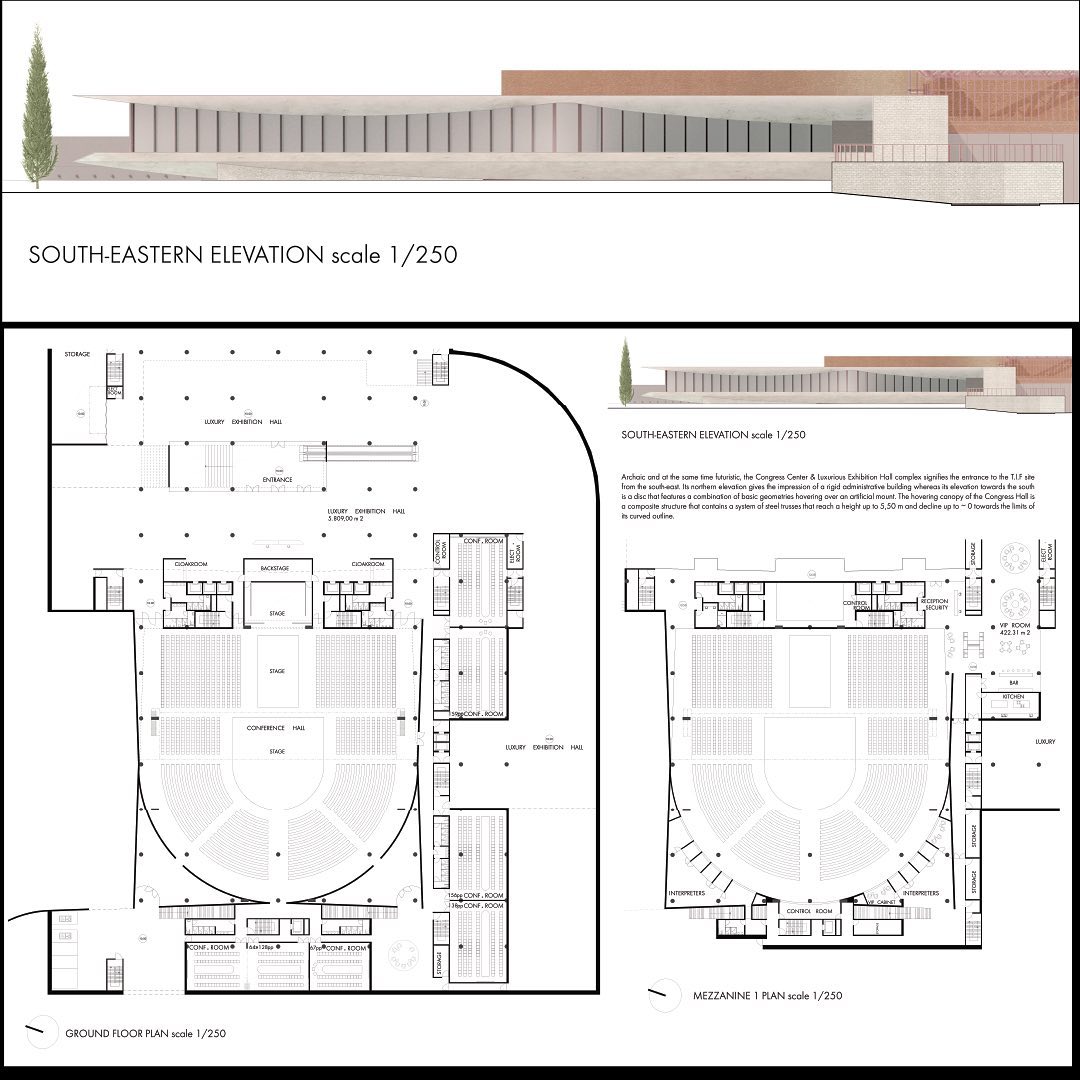 SOUTH-EASTERN ELEVATION scale 1/250
STORAGE
ELECT.
ROOM
LUXURY EXHIBITION HALL
ENTRANCE
LUXURY EXHIBITION HALL
5.809,00 m 2
CLOAKROOM
BACKSTAGE
CLOAKROOM
CONTROL
ROOM
CONF. ROOM
ELECT.
ROOM
STAGE
STAGE
159pp CONF. ROOM
CONFERENCE HALL
STAGE
LUXURY EXHIBITION HALL
156pp CONF. ROOM
138pp CONF. ROOM
CONF. ROOM
64x128pp
67pp CONF. ROOM
STORAGE
GROUND FLOOR PLAN scale 1/250
SOUTH-EASTERN ELEVATION scale 1/250
Archaic and at the same time futuristic, the Congress Center & Luxurious Exhibition Hall complex signifies the entrance to the T.I.F site
from the south-east. Its northern elevation gives the impression of a rigid administrative building whereas its elevation towards the south
is a disc that features a combination of basic geometries hovering over an artificial mount. The hovering canopy of the Congress Hall is
a composite structure that contains a system of steel trusses that reach a height up to 5,50 m and decline up to ~ 0 towards the limits of
its curved outline.
STORAGE
ELECT.
ROOM
CONTROL
ROOM
RECEPTION
SECURITY
VIP ROOM
422.31 m 2
BAR
KITCHEN
LUXURY
STORAGE
STORAGE
INTERPRETERS
INTERPRETERS
VIP CABINET
CONTROL ROOM
MEZZANINE 1 PLAN scale 1/250